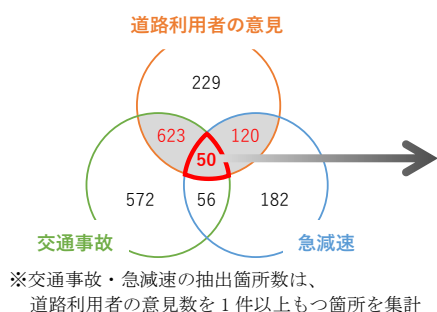 道路利用者の意見
229
623 120
50
572 56 182
交通事故 急減速
※交通事故・急減速の抽出箇所数は、
道路利用者の意見数を1件以上もつ箇所を集計